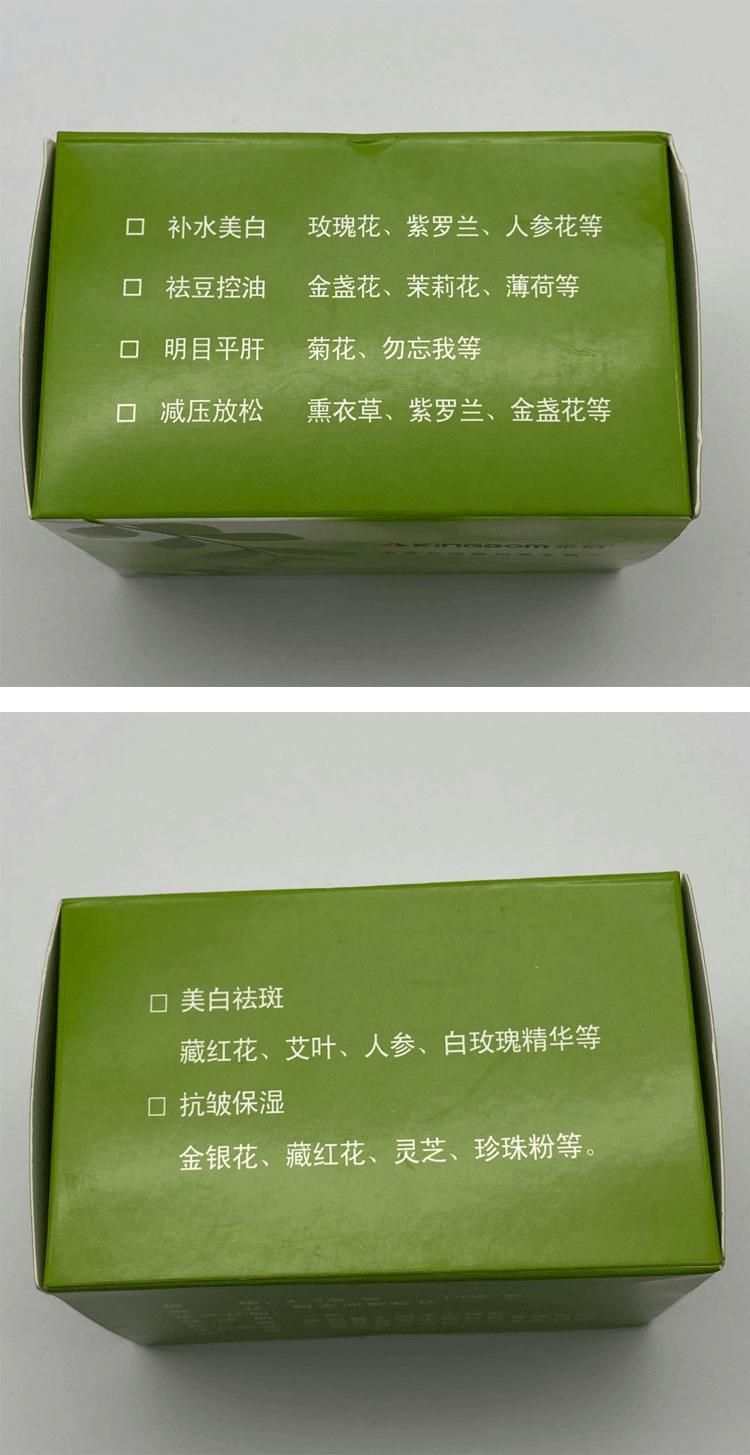 □ 补水美白 玫瑰花、紫罗兰、人参花等
□ 祛豆控油 金盏花、茉莉花、薄荷等
□ 明目平肝 菊花、勿忘我等
□ 减压放松 熏衣草、紫罗兰、金盏花等
KINGDOM
□ 美白祛斑
藏红花、艾叶、人参、白玫瑰精华等
□ 抗皱保湿
金银花、藏红花、灵芝、珍珠粉等。